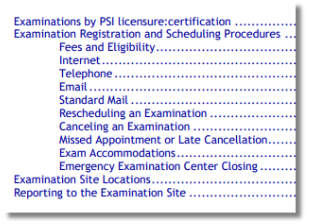 Examinations by PSI licensure:certification ...............
Examination Registration and Scheduling Procedures ...
Fees and Eligibility..............................
Internet.......................................
Telephone.....................................
Email..........................................
Standard Mail ..................................
Rescheduling an Examination ...................
Canceling an Examination .......................
Missed Appointment or Late Cancellation.......
Exam Accommodations..........................
Emergency Examination Center Closing .........
Examination Site Locations................................
Reporting to the Examination Site ........................